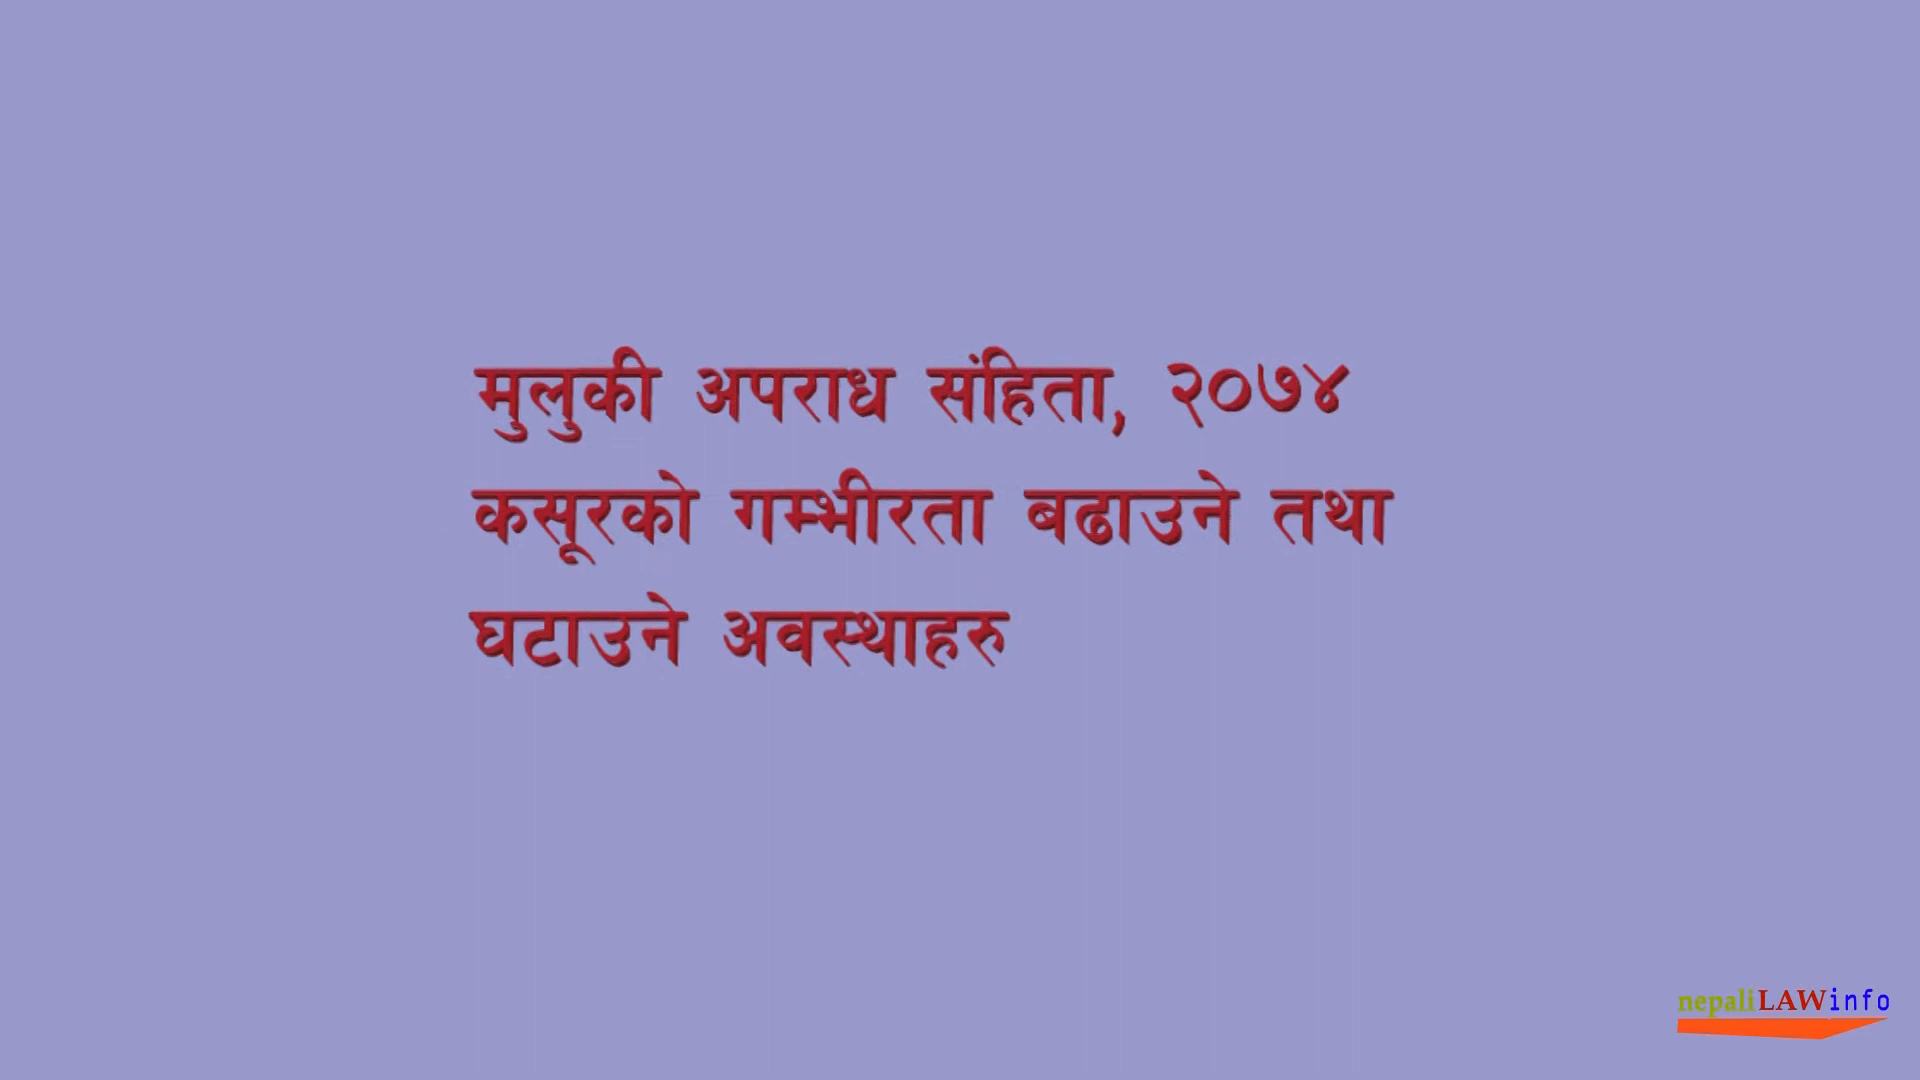 मुलुकी अपराध संहिता, २०७४
कसूरको गम्भीरता बढाउने तथा
घटाउने अवस्थाहरु
nepaliLAWinfo